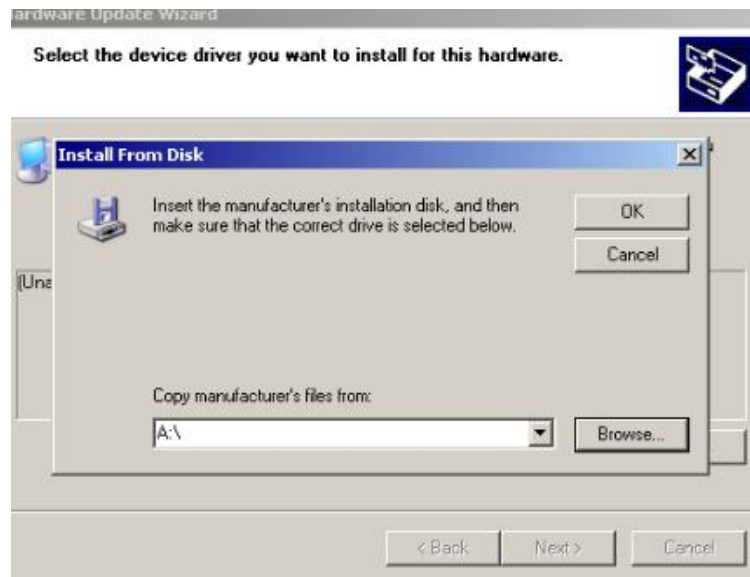 ardware Update Wizard
Select the device driver you want to install for this hardware.
Install From Disk
Insert the manufacturer's installation disk, and then
make sure that the correct drive is selected below.
OK
Cancel
(Una
Copy manufacturer's files from:
A:\
Browse...
< Back
Next >
Cancel